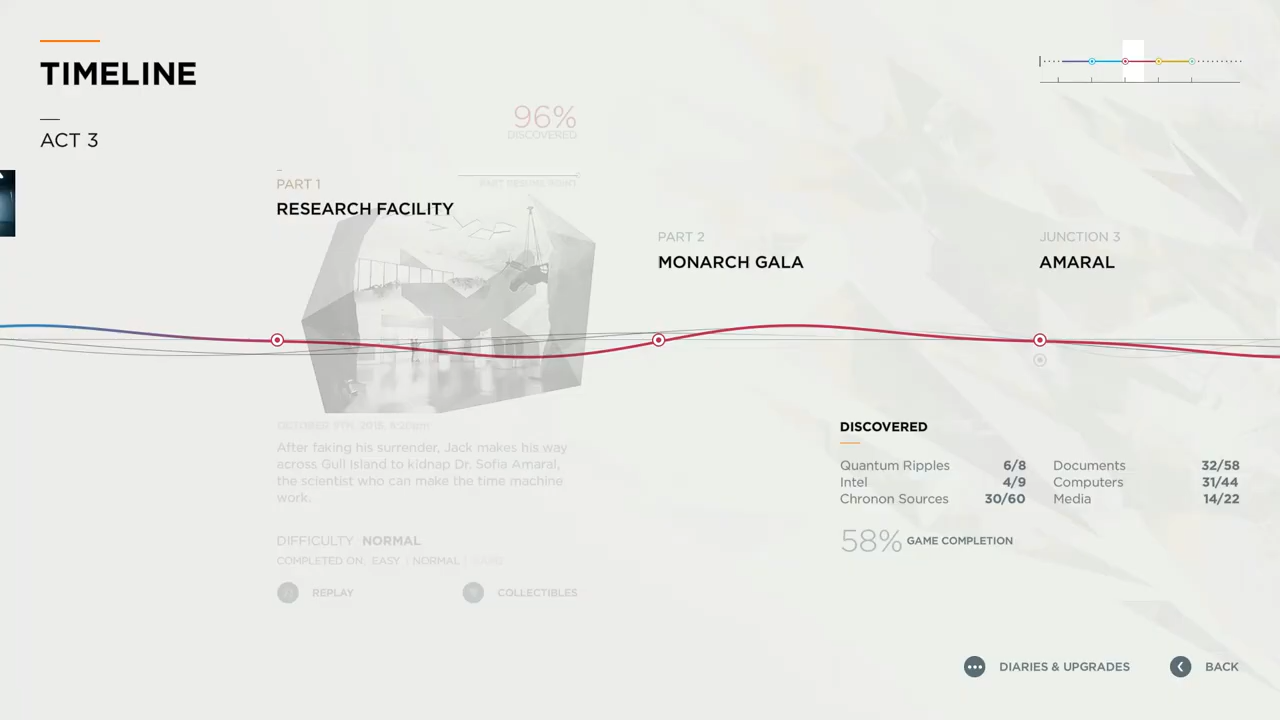 TIMELINE
ACT 3
96%
DISCOVERED
PART 1
RESEARCH FACILITY
PART 2
MONARCH GALA
JUNCTION 3
AMARAL
After faking his surrender, Jack makes his way
across Gull Island to kidnap Dr. Sofia Amaral,
the scientist who can make the time machine
work.
DIFFICULTY NORMAL
COMPLETED ON: EASY | NORMAL | HARD
REPLAY
COLLECTIBLES
DISCOVERED
Quantum Ripples 6/8 Documents 32/58
Intel 4/9 Computers 31/44
Chronon Sources 30/60 Media 14/22
58% GAME COMPLETION
DIARIES & UPGRADES
BACK